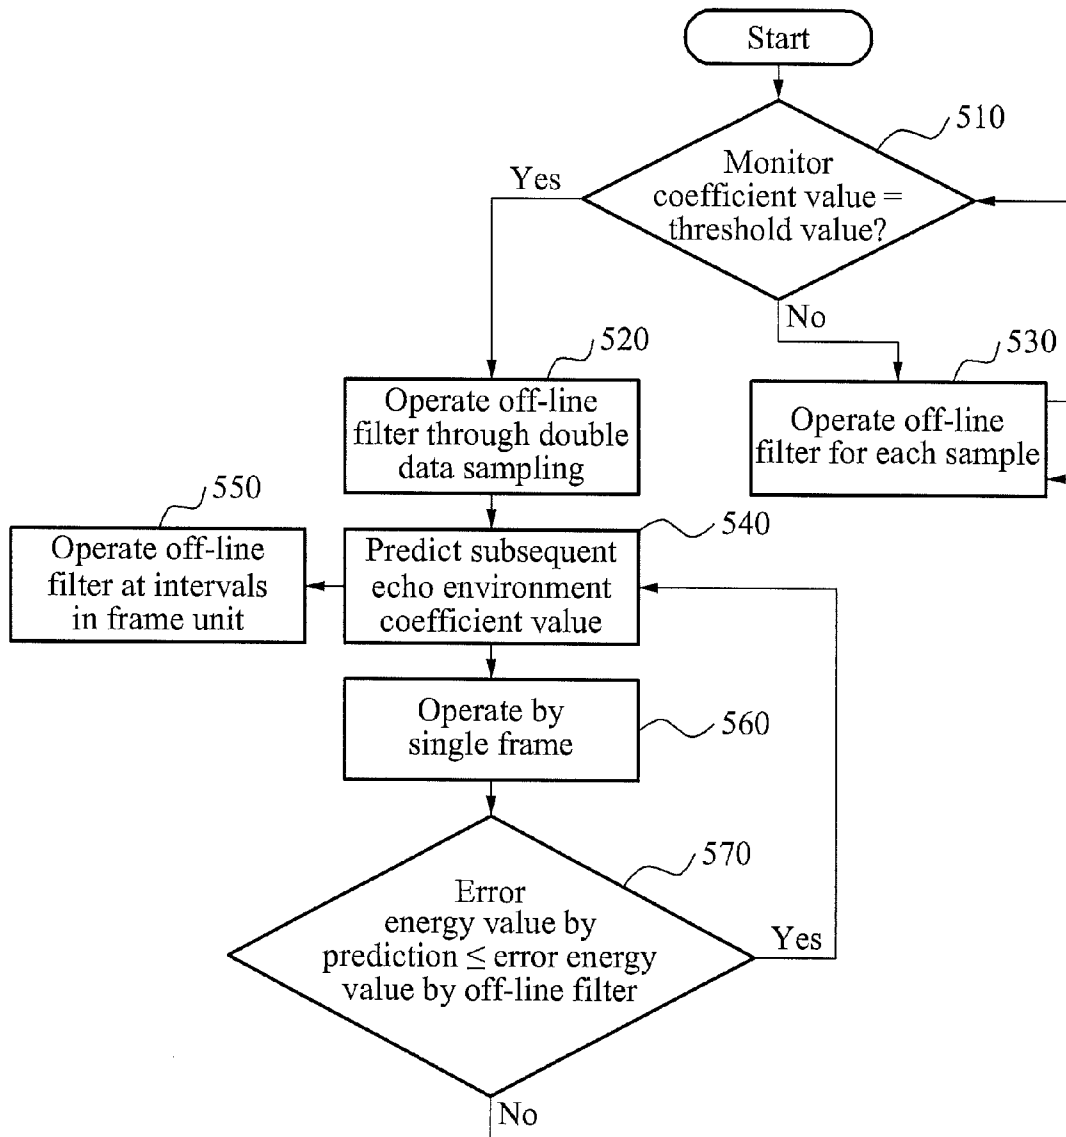 Start
510
Monitor
coefficient value =
threshold value?
Yes
No
520
530
Operate off-line
filter through double
data sampling
Operate off-line
filter for each sample
550
540
Operate off-line
filter at intervals
in frame unit
Predict subsequent
echo environment
coefficient value
Operate by
single frame
560
570
Error
energy value by
prediction ≤ error energy
value by off-line filter
Yes
No